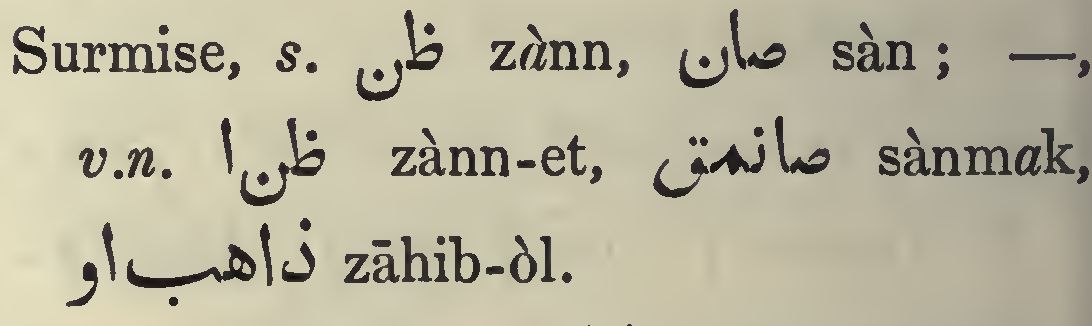 Surmise, s. ظن zànn, صان sàn ; —,
v.n. ظن ا zànn-et, صانمق sànmak,
ذاهب او zāhib-òl.